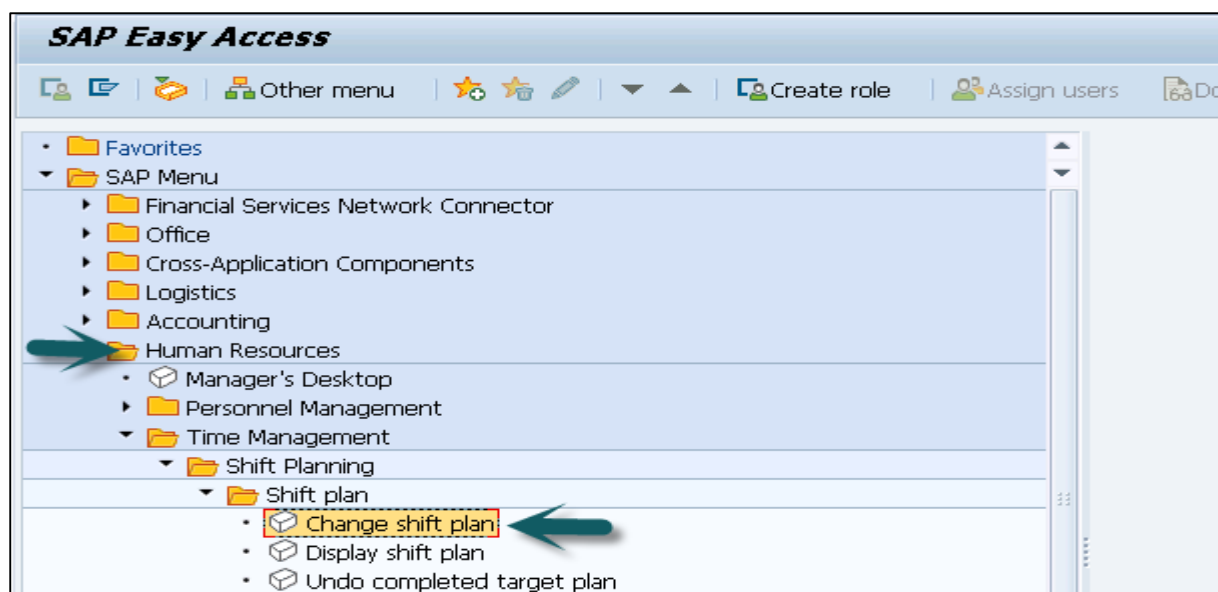 SAP Easy Access
Other menu Create role Assign users
Favorites
SAP Menu
Financial Services Network Connector
Office
Cross-Application Components
Logistics
Accounting
Human Resources
Manager's Desktop
Personnel Management
Time Management
Shift Planning
Shift plan
Change shift plan
Display shift plan
Undo completed target plan